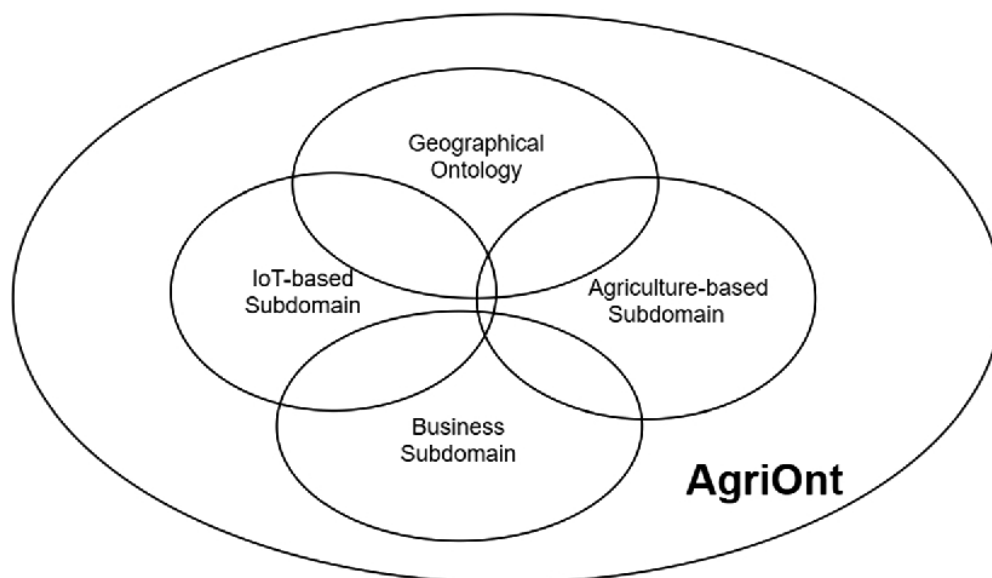 Geographical
Ontology
IoT-based
Subdomain
Agriculture-based
Subdomain
Business
Subdomain
AgriOnt